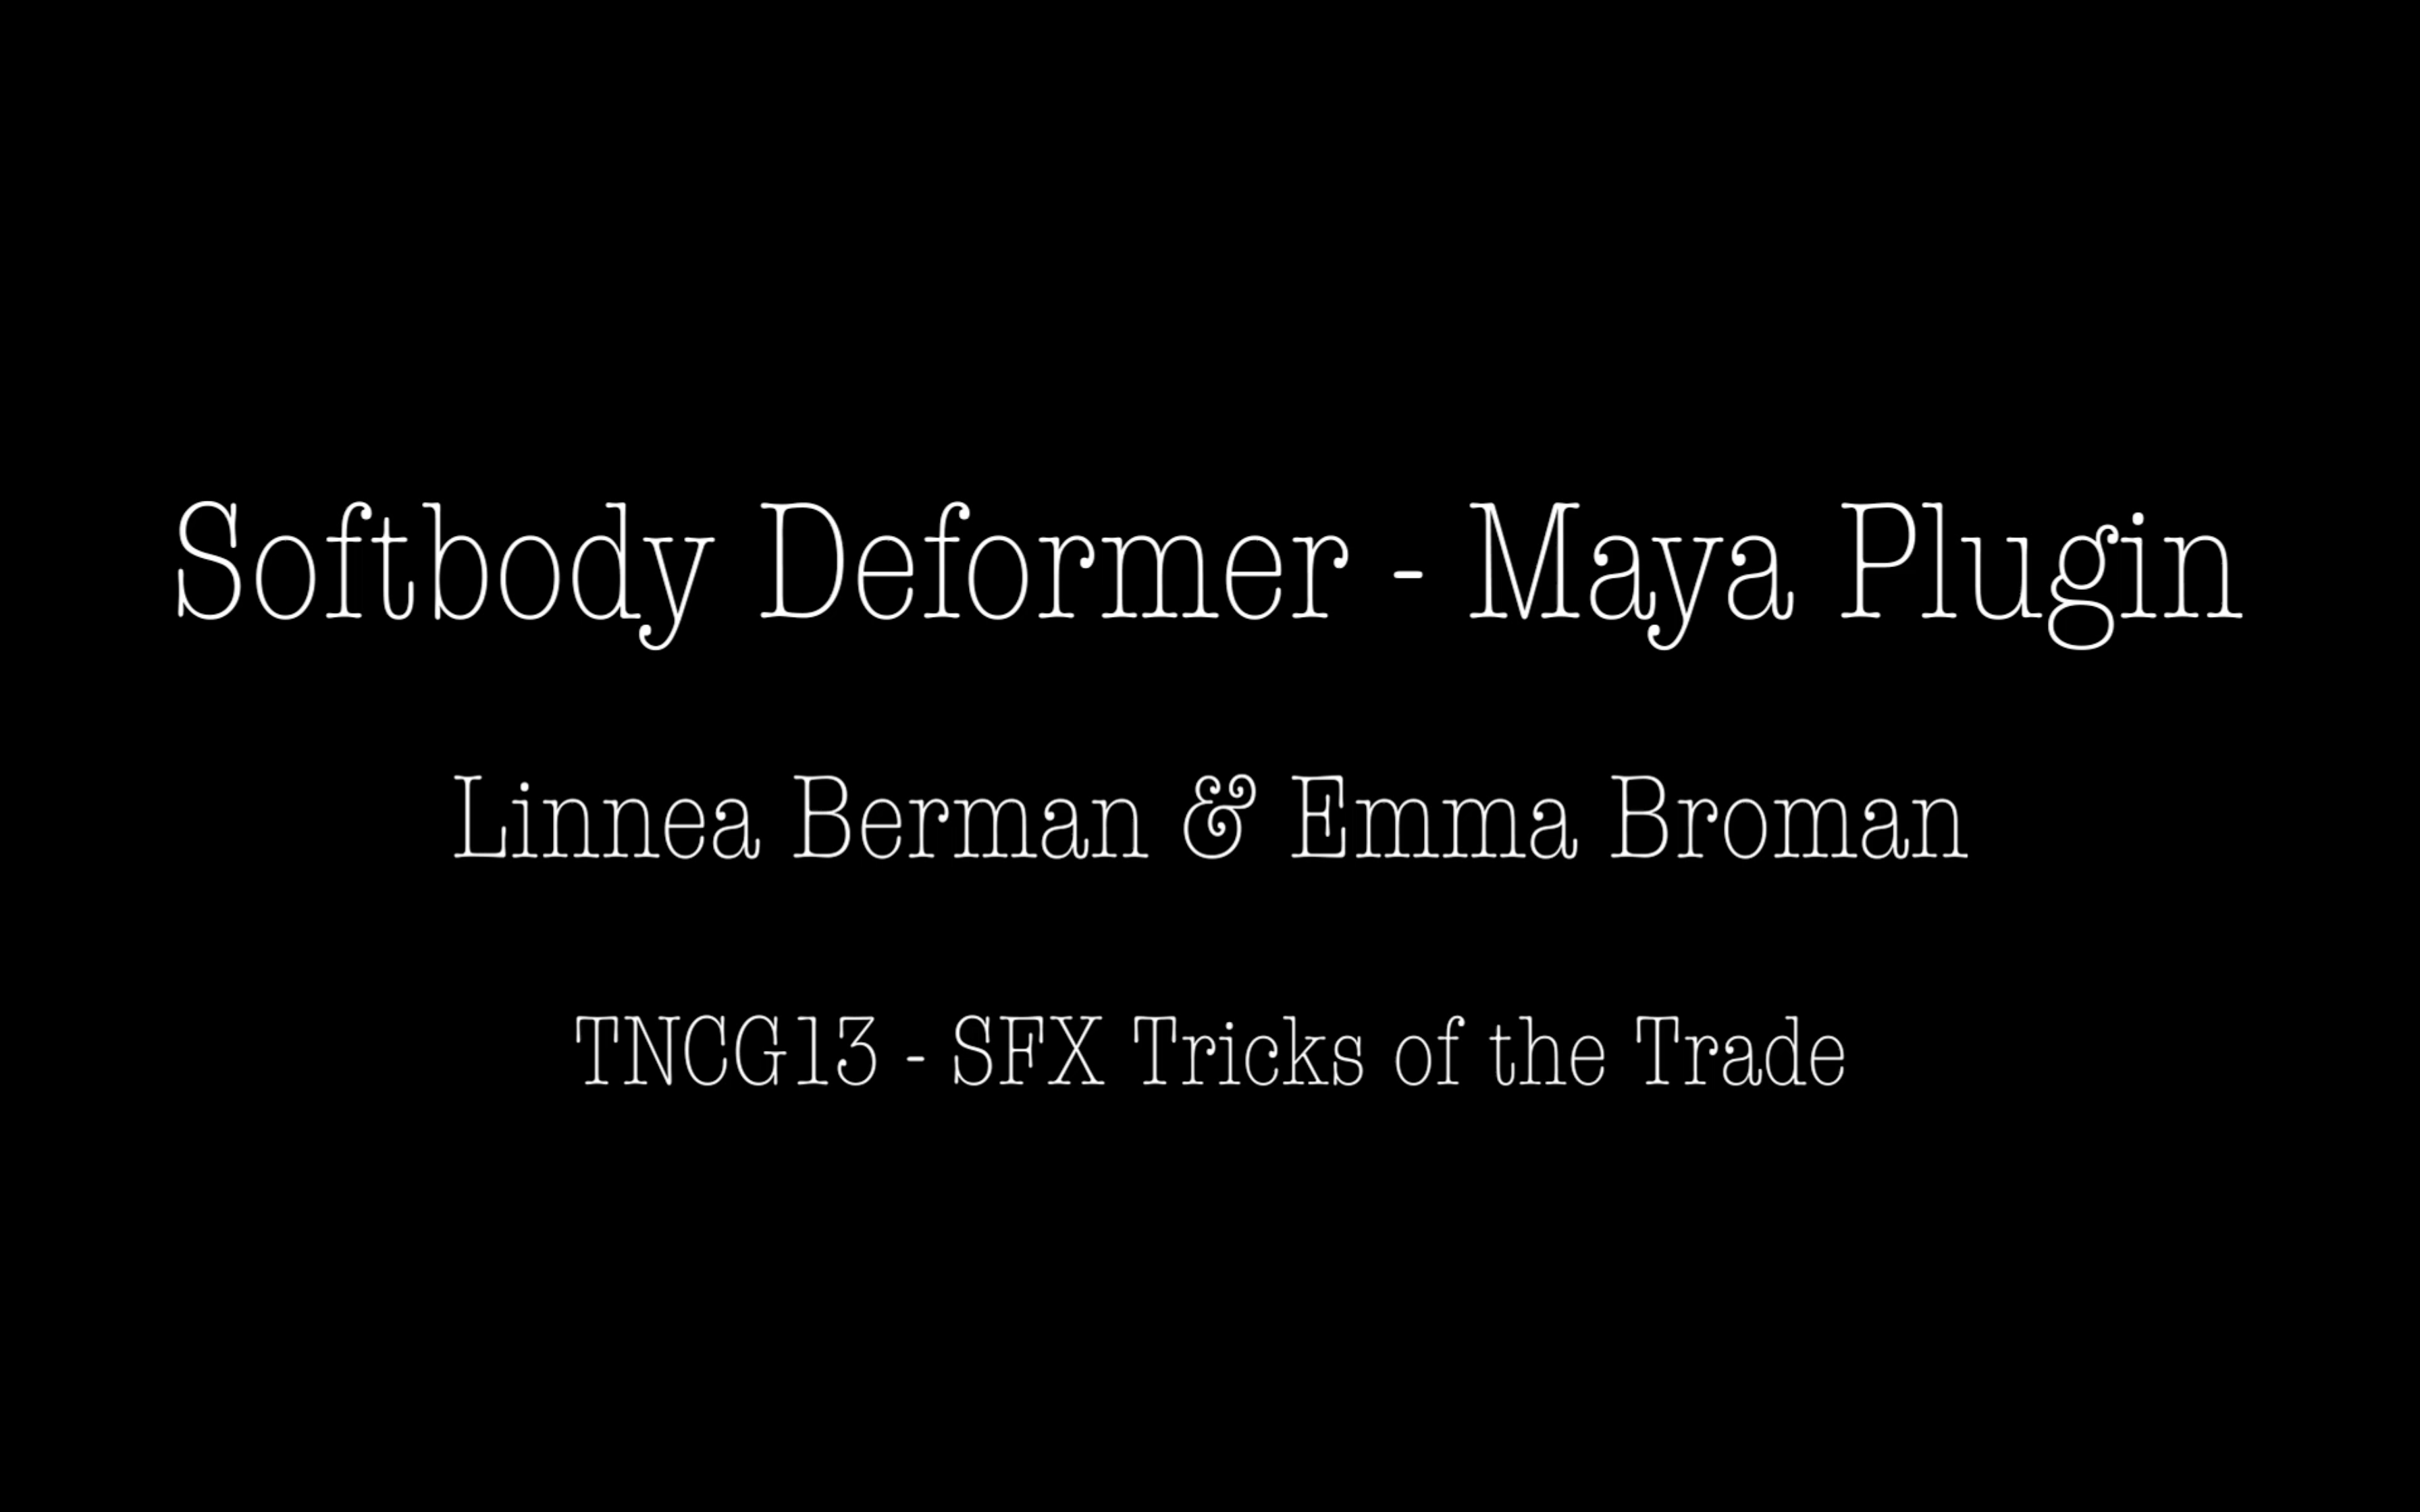 Softbody Deformer - Maya Plugin
Linnea Berman & Emma Broman
TNCG13 - SFX Tricks of the Trade